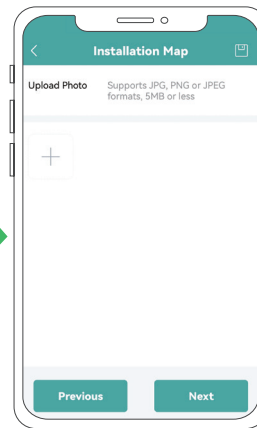 Installation Map
Upload Photo
Supports JPG, PNG or JPEG
formats, 5MB or less
Previous
Next